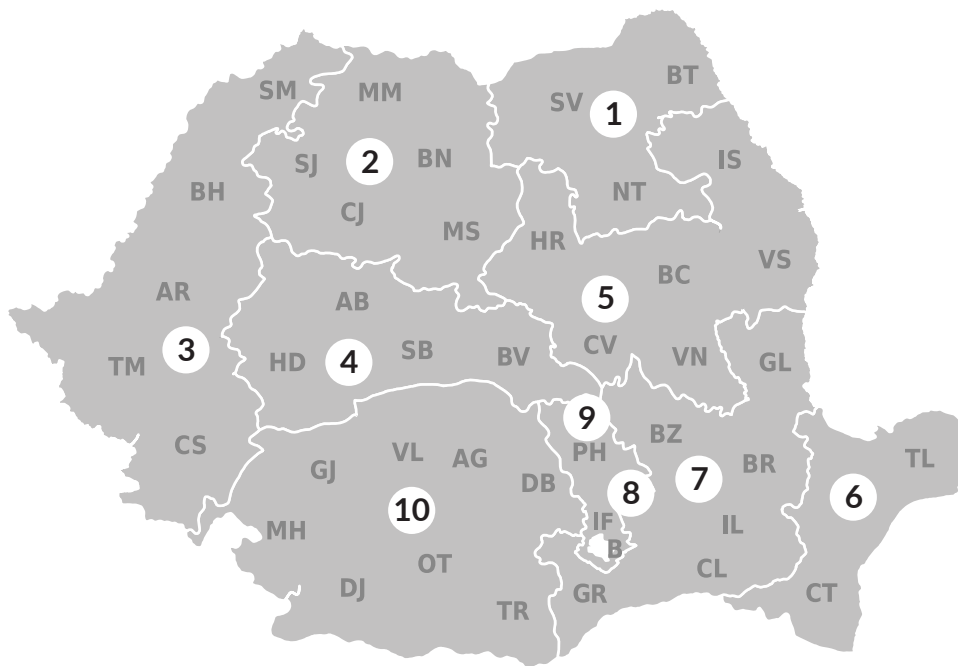 BT
SM
MM
SV
1
IS
SJ
2
BN
BH
NT
CJ
MS
HR
VS
BC
AR
AB
5
3
CV
SB
BV
VN
HD
4
GL
TM
9
BZ
CS
PH
VL
AG
BR
TL
GJ
DB
8
7
6
10
IF
IL
MH
B
OT
CL
DJ
GR
CT
TR